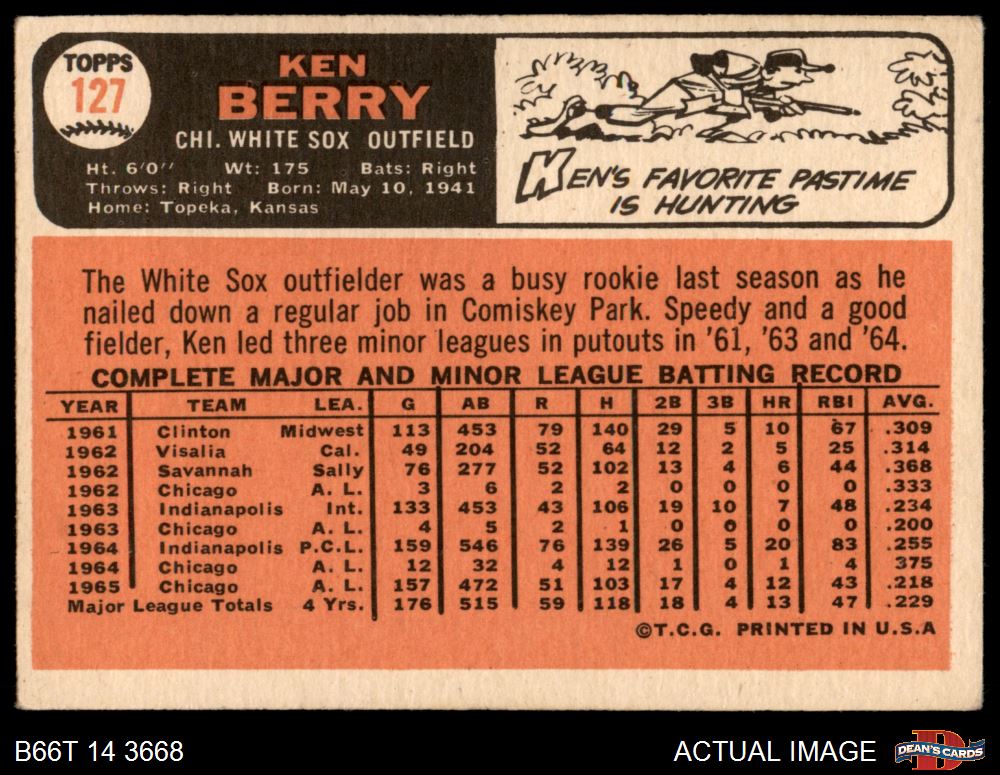 TOPPS
127
KEN
BERRY
CHI. WHITE SOX OUTFIELD
Ht. 6'0" Wt: 175 Bats: Right
Throws: Right Born: May 10, 1941
Home: Topeka, Kansas
KEN'S FAVORITE PASTIME
IS HUNTING
The White Sox outfielder was a busy rookie last season as he
nailed down a regular job in Comiskey Park. Speedy and a good
fielder, Ken led three minor leagues in putouts in '61, '63 and '64.
COMPLETE MAJOR AND MINOR LEAGUE BATTING RECORD
YEAR TEAM LEA. G AB R H 2B 3B HR RBI AVG.
1961 Clinton Midwest 113 453 79 140 29 5 10 67 .309
1962 Visalia Cal. 49 204 52 64 12 2 5 25 .314
1962 Savannah Sally 76 277 52 102 13 4 6 44 .368
1962 Chicago A. L. 3 6 2 2 0 0 0 0 .333
1963 Indianapolis Int. 133 453 43 106 19 10 7 48 .234
1963 Chicago A. L. 4 5 2 1 0 0 0 0 .200
1964 Indianapolis P.C.L. 159 546 76 139 26 5 20 83 .255
1964 Chicago A. L. 12 32 4 12 1 0 1 4 375
1965 Chicago A. L. 157 472 51 103 17 4 12 43 .218
Major League Totals 4 Yrs. 176 515 59 118 18 4 13 47 .229
©T.C.G. PRINTED IN U.S.A
B66T 14 3668
ACTUAL IMAGE
DEAN'S CARDS